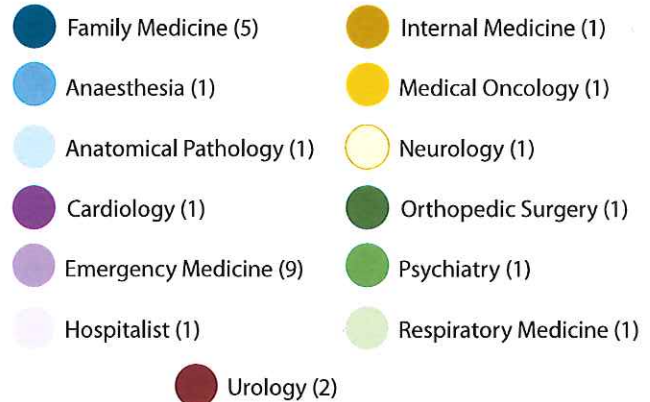 Family Medicine (5)
Internal Medicine (1)
Anaesthesia (1)
Medical Oncology (1)
Anatomical Pathology (1)
Neurology (1)
Cardiology (1)
Orthopedic Surgery (1)
Emergency Medicine (9)
Psychiatry (1)
Hospitalist (1)
Respiratory Medicine (1)
Urology (2)